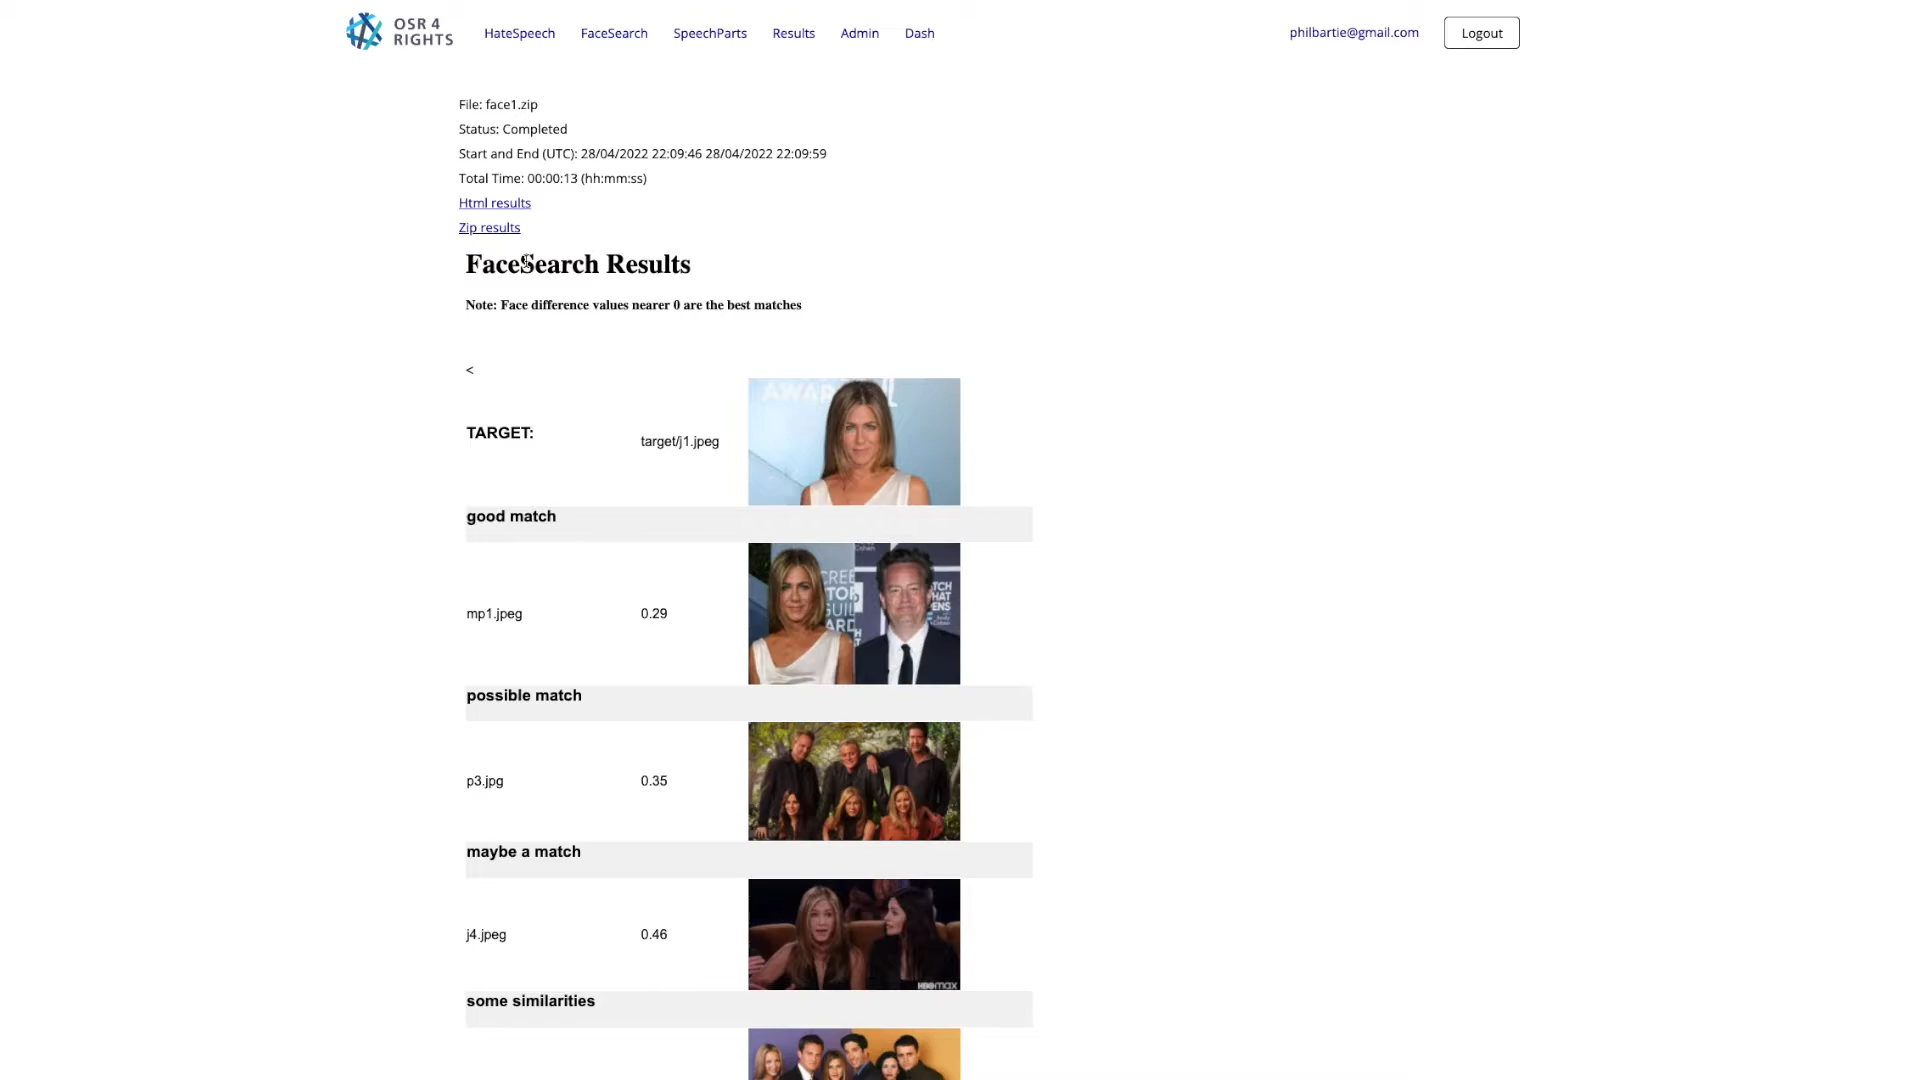 OSR 4
RIGHTS
HateSpeech FaceSearch SpeechParts Results Admin Dash
philbartie@gmail.com
Logout
File: face1.zip
Status: Completed
Start and End (UTC): 28/04/2022 22:09:46 28/04/2022 22:09:59
Total Time: 00:00:13 (hh:mm:ss)
Html results
Zip results
FaceSearch Results
Note: Face difference values nearer 0 are the best matches
<
TARGET: target/j1.jpeg
good match
mp1.jpeg 0.29
possible match
p3.jpg 0.35
maybe a match
j4.jpeg 0.46
HBOmax
some similarities